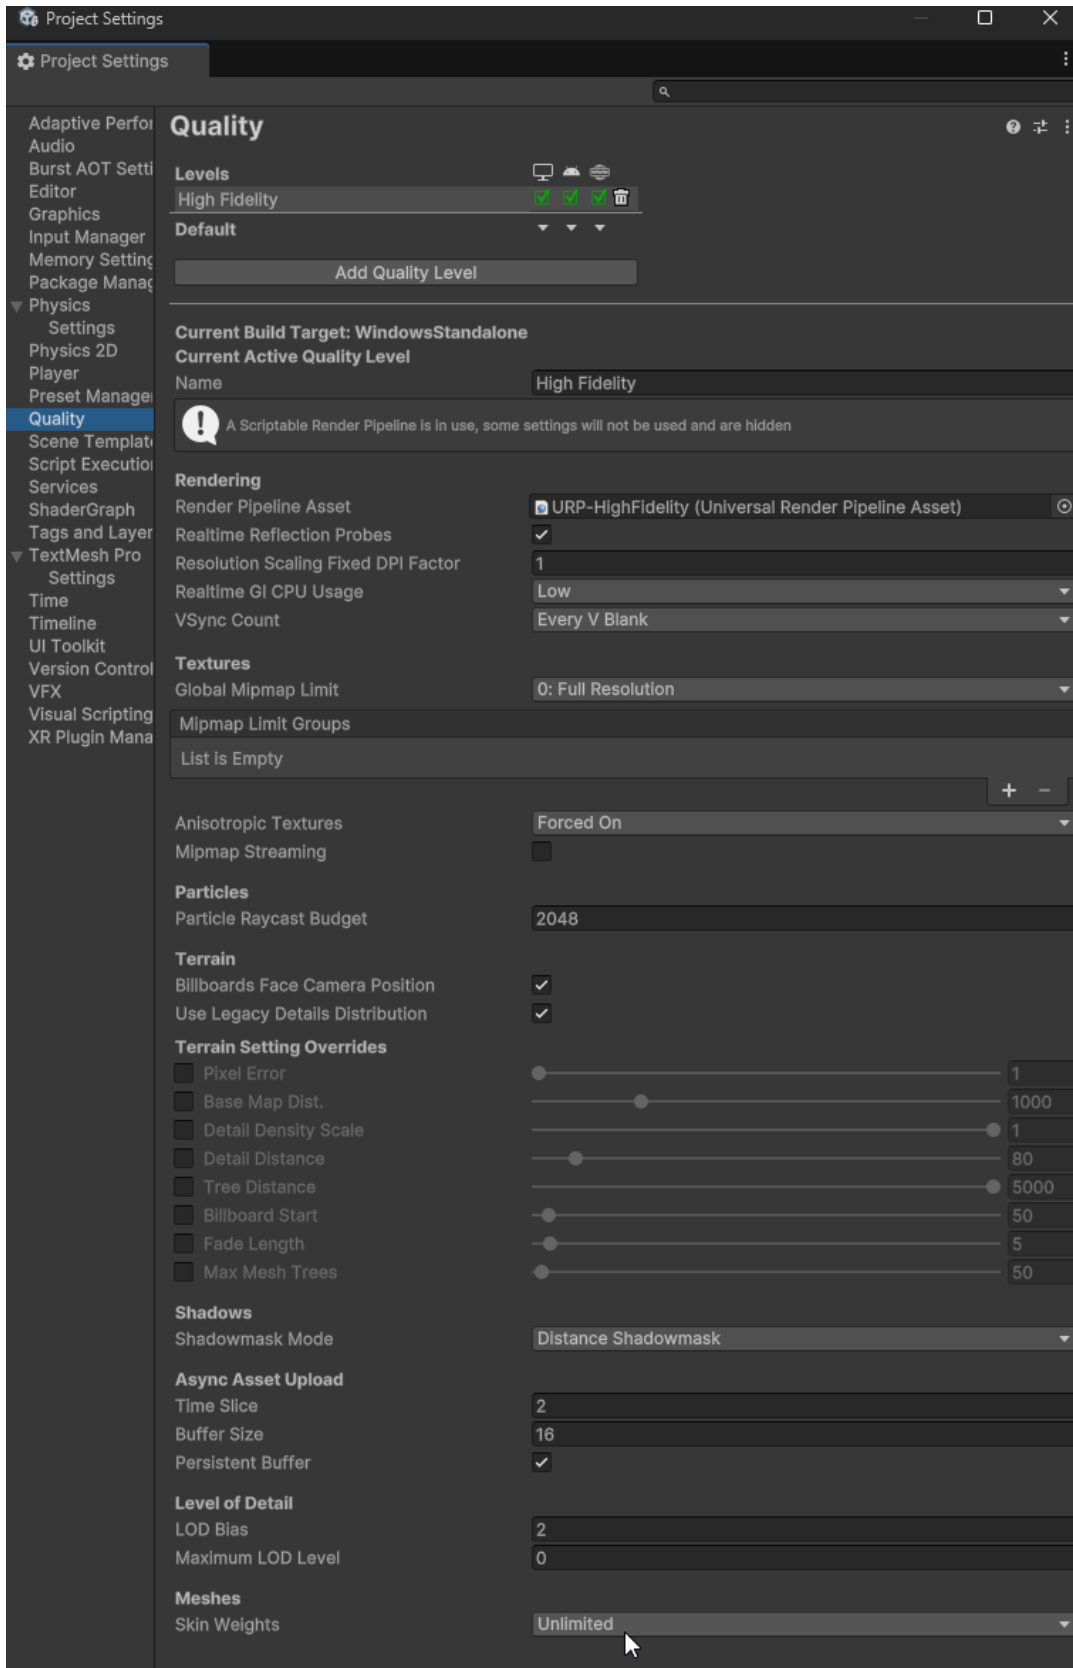 Project Settings
Project Settings
Adaptive Perfor
Audio
Burst AOT Setti
Editor
Graphics
Input Manager
Memory Setting
Package Manag
Physics
Settings
Physics 2D
Player
Preset Manager
Quality
Scene Template
Script Execution
Services
ShaderGraph
Tags and Layer
TextMesh Pro
Settings
Time
Timeline
UI Toolkit
Version Control
VFX
Visual Scripting
XR Plugin Mana
Quality
Levels
High Fidelity
Default
Add Quality Level
Current Build Target: WindowsStandalone
Current Active Quality Level
Name High Fidelity
A Scriptable Render Pipeline is in use, some settings will not be used and are hidden
Rendering
Render Pipeline Asset URP-HighFidelity (Universal Render Pipeline Asset)
Realtime Reflection Probes
Resolution Scaling Fixed DPI Factor 1
Realtime GI CPU Usage Low
VSync Count Every V Blank
Textures
Global Mipmap Limit 0: Full Resolution
Mipmap Limit Groups
List is Empty
Anisotropic Textures Forced On
Mipmap Streaming
Particles
Particle Raycast Budget 2048
Terrain
Billboards Face Camera Position
Use Legacy Details Distribution
Terrain Setting Overrides
Pixel Error 1
Base Map Dist. 1000
Detail Density Scale 1
Detail Distance 80
Tree Distance 5000
Billboard Start 50
Fade Length 5
Max Mesh Trees 50
Shadows
Shadowmask Mode Distance Shadowmask
Async Asset Upload
Time Slice 2
Buffer Size 16
Persistent Buffer
Level of Detail
LOD Bias 2
Maximum LOD Level 0
Meshes
Skin Weights Unlimited